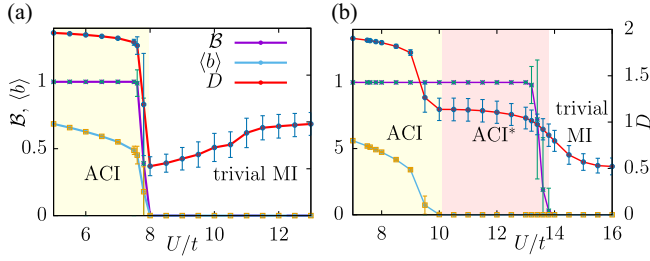 (a)
(b)
ℬ
⟨b⟩
D
ℬ, ⟨b⟩
1
0.5
0
ACI
trivial MI
6
8
10
12
U/t
1
0.5
0
ACI
ACI*
trivial
MI
8
10
12
14
16
U/t
2
1.5
1
0.5
0
D